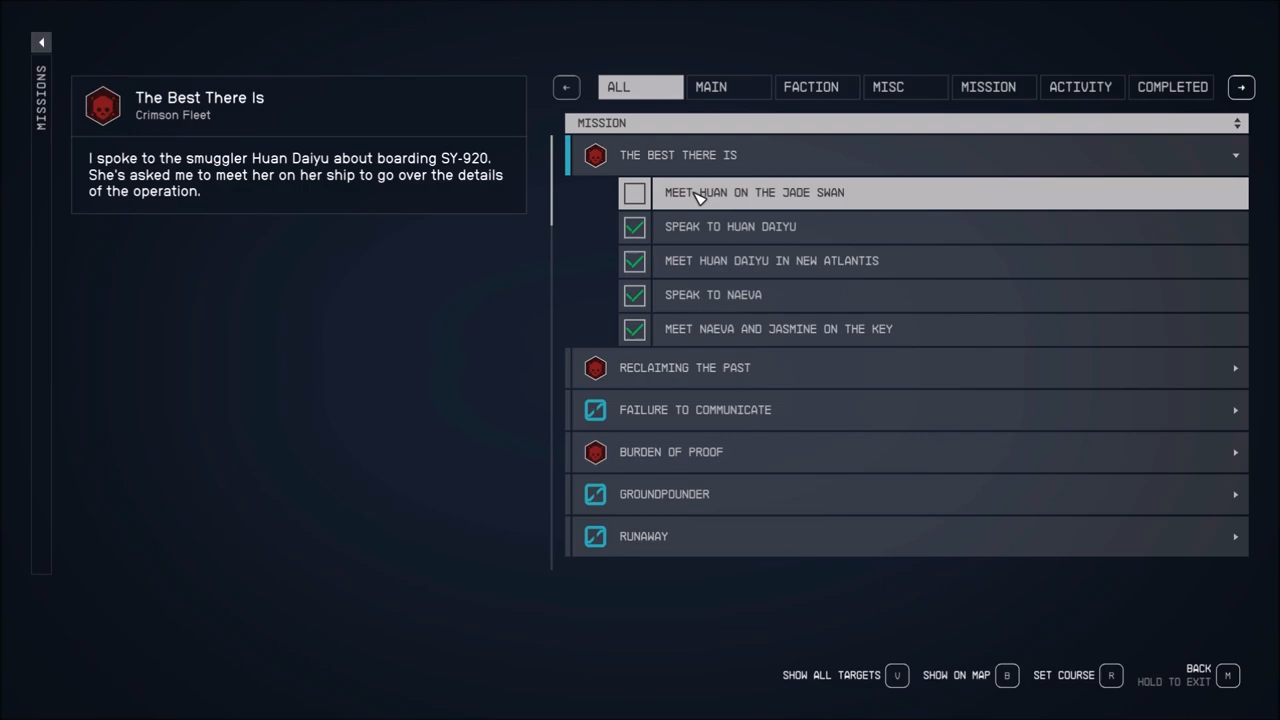 MISSIONS
The Best There Is
Crimson Fleet
I spoke to the smuggler Huan Daiyu about boarding SY-920.
She's asked me to meet her on her ship to go over the details
of the operation.
ALL
MAIN
FACTION
MISC
MISSION
ACTIVITY
COMPLETED
MISSION
THE BEST THERE IS
MEET HUAN ON THE JADE SWAN
SPEAK TO HUAN DAIYU
MEET HUAN DAIYU IN NEW ATLANTIS
SPEAK TO NAEVA
MEET NAEVA AND JASMINE ON THE KEY
RECLAIMING THE PAST
FAILURE TO COMMUNICATE
BURDEN OF PROOF
GROUNDPOUNDER
RUNAWAY
SHOW ALL TARGETS V
SHOW ON MAP B
SET COURSE R
BACK
HOLD TO EXIT M